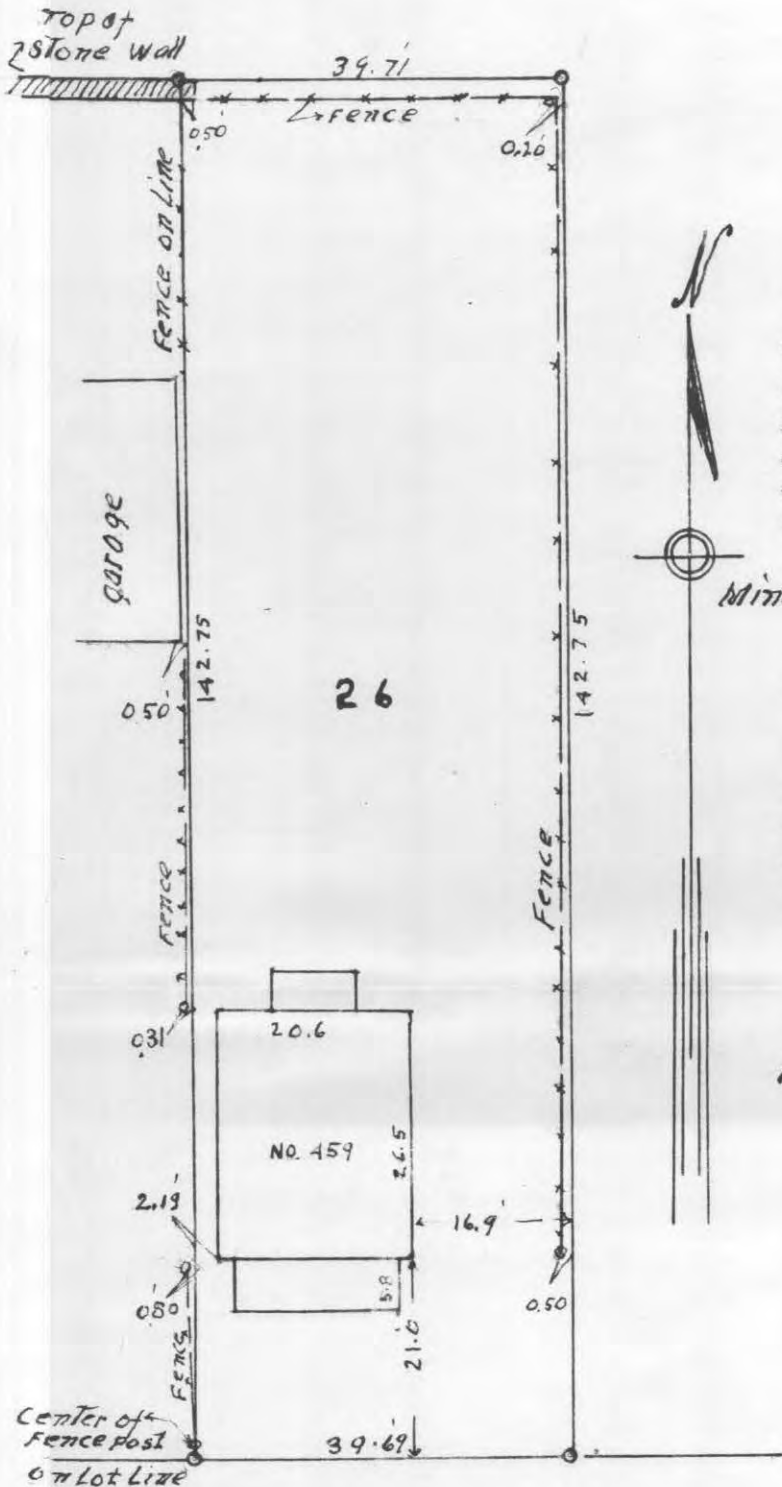 Top of
stone wall
39.71'
Fence
0.50'
0.20'
Fence on Line
N
garage
Min
142.75
142.75
26
0.50'
Fence
Fence
0.31'
20.6
NO. 459
26.5
2.19'
16.9'
0.80'
5.8
0.50
21.0'
Fence
Center of
Fence post
on Lot Line
39.69'